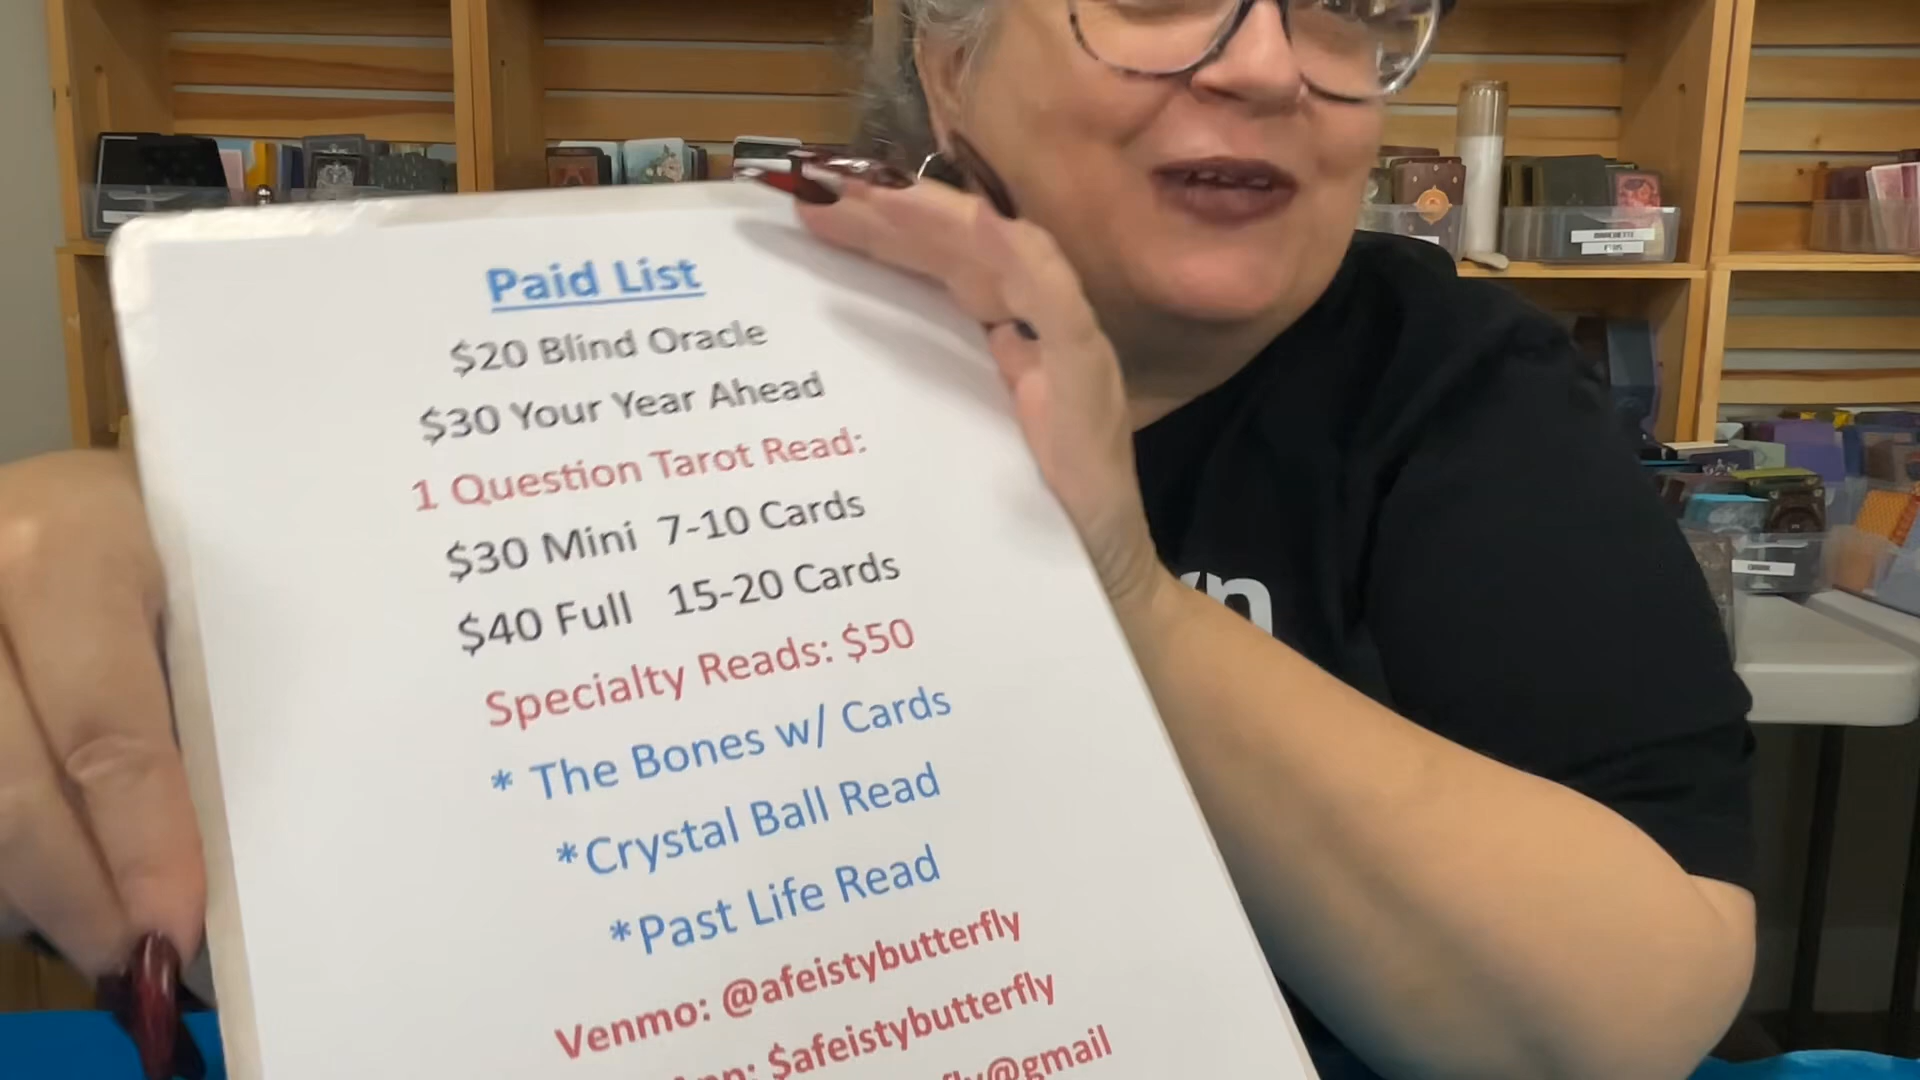 Paid List
$20 Blind Oracle
$30 Your Year Ahead
1 Question Tarot Read:
$30 Mini 7-10 Cards
$40 Full 15-20 Cards
Specialty Reads: $50
* The Bones w/ Cards
*Crystal Ball Read
*Past Life Read
Venmo: @afeistybutterfly
$afeistybutterfly
@gmail